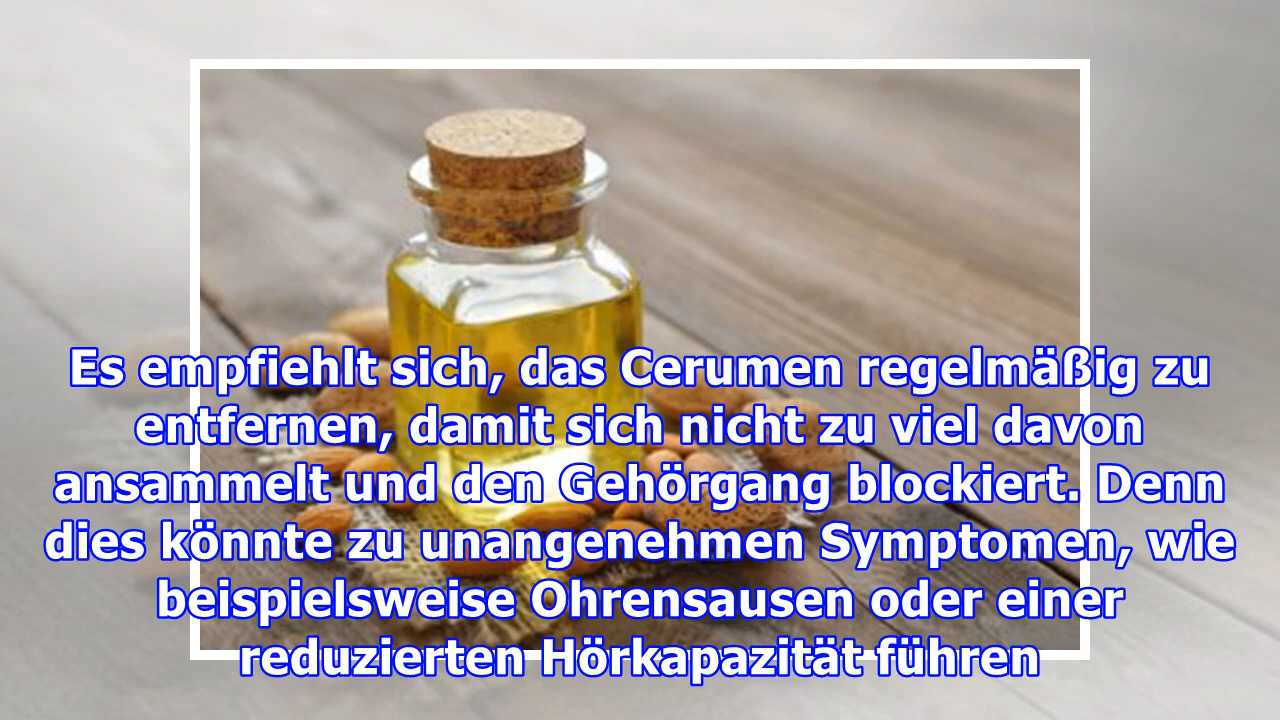 Es empfiehlt sich, das Cerumen regelmäßig zu
entfernen, damit sich nicht zu viel davon
ansammelt und den Gehörgang blockiert. Denn
dies könnte zu unangenehmen Symptomen, wie
beispielsweise Ohrensausen oder einer
reduzierten Hörkapazität führen